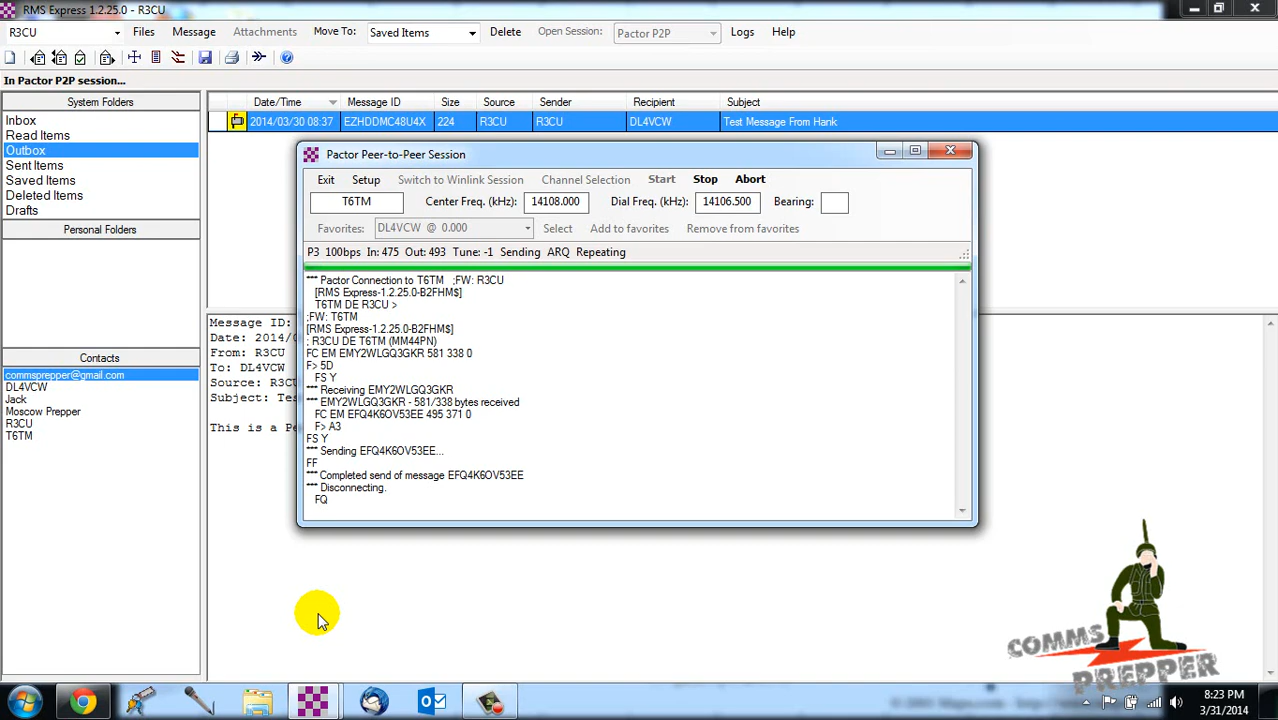 RMS Express 1.2.25.0 - R3CU
R3CU Files Message Attachments Move To: Saved Items Delete Open Session: Pactor P2P Logs Help
In Pactor P2P session...
System Folders
Inbox
Read Items
Outbox
Sent Items
Saved Items
Deleted Items
Drafts
Personal Folders
Contacts
commsprepper@gmail.com
DL4VCW
Jack
Moscow Prepper
R3CU
T6TM
Date/Time Message ID Size Source Sender Recipient Subject
2014/03/30 08:37 EZHDDMC48U4X 224 R3CU R3CU DL4VCW Test Message From Hank
Message ID:
Date: 2014/0
From: R3CU
To: DL4VCW
Source: R3CU
Subject: Tes
This is a Pe
Pactor Peer-to-Peer Session
Exit Setup Switch to Winlink Session Channel Selection Start Stop Abort
T6TM Center Freq. (kHz): 14108.000 Dial Freq. (kHz): 14106.500 Bearing:
Favorites: DL4VCW @ 0.000 Select Add to favorites Remove from favorites
P3 100bps In: 475 Out: 493 Tune: -1 Sending ARQ Repeating
*** Pactor Connection to T6TM ;FW: R3CU
[RMS Express-1.2.25.0-B2FHM$]
T6TM DE R3CU >
;FW: T6TM
[RMS Express-1.2.25.0-B2FHM$]
; R3CU DE T6TM (MM44PN)
FC EM EMY2WLGQ3GKR 581 338 0
F> 5D
FS Y
*** Receiving EMY2WLGQ3GKR
*** EMY2WLGQ3GKR - 581/338 bytes received
FC EM EFQ4K6OV53EE 495 371 0
F> A3
FS Y
*** Sending EFQ4K6OV53EE...
FF
*** Completed send of message EFQ4K6OV53EE
*** Disconnecting.
FQ
COMMS
PREPPER
8:23 PM
3/31/2014